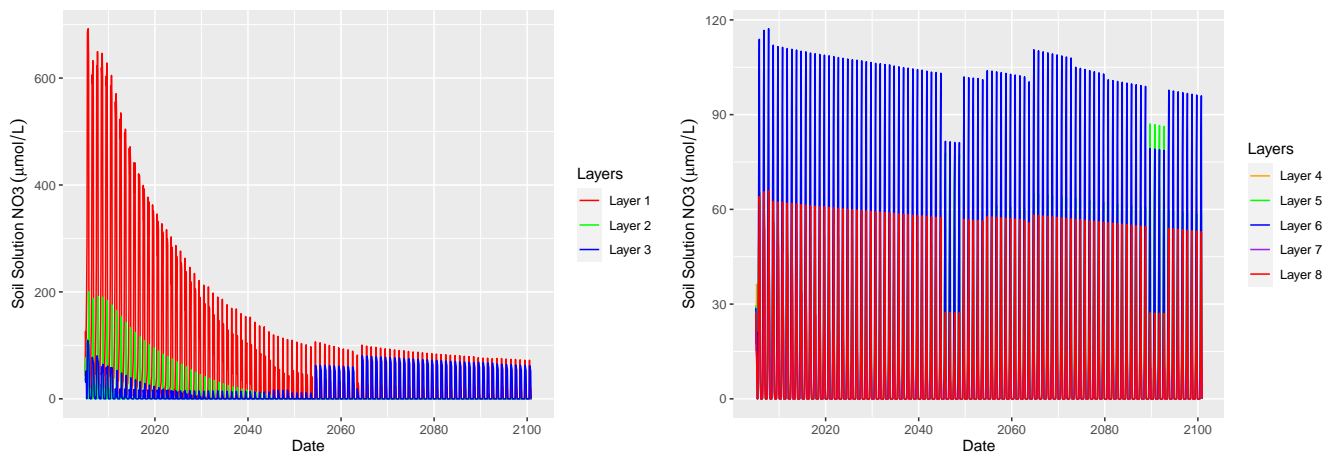 Soil Solution NO3 (μmol/L)
600
400
200
0
2020
2040
2060
2080
2100
Date
Layers
Layer 1
Layer 2
Layer 3
Soil Solution NO3 (μmol/L)
120
90
60
30
0
2020
2040
2060
2080
2100
Date
Layers
Layer 4
Layer 5
Layer 6
Layer 7
Layer 8